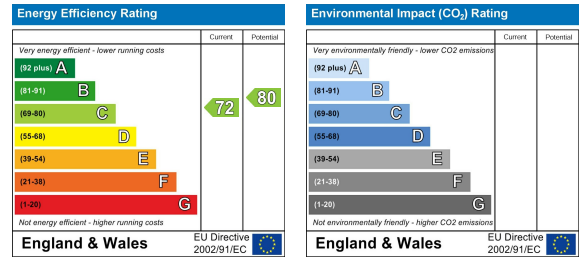 Energy Efficiency Rating
Current Potential
Very energy efficient - lower running costs
(92 plus) A
(81-91) B
(69-80) C
(55-68) D
(39-54) E
(21-38) F
(1-20) G
72
80
Not energy efficient - higher running costs
England & Wales
EU Directive
2002/91/EC
Environmental Impact (CO2) Rating
Current Potential
Very environmentally friendly - lower CO2 emissions
(92 plus) A
(81-91) B
(69-80) C
(55-68) D
(39-54) E
(21-38) F
(1-20) G
Not environmentally friendly - higher CO2 emissions
England & Wales
EU Directive
2002/91/EC